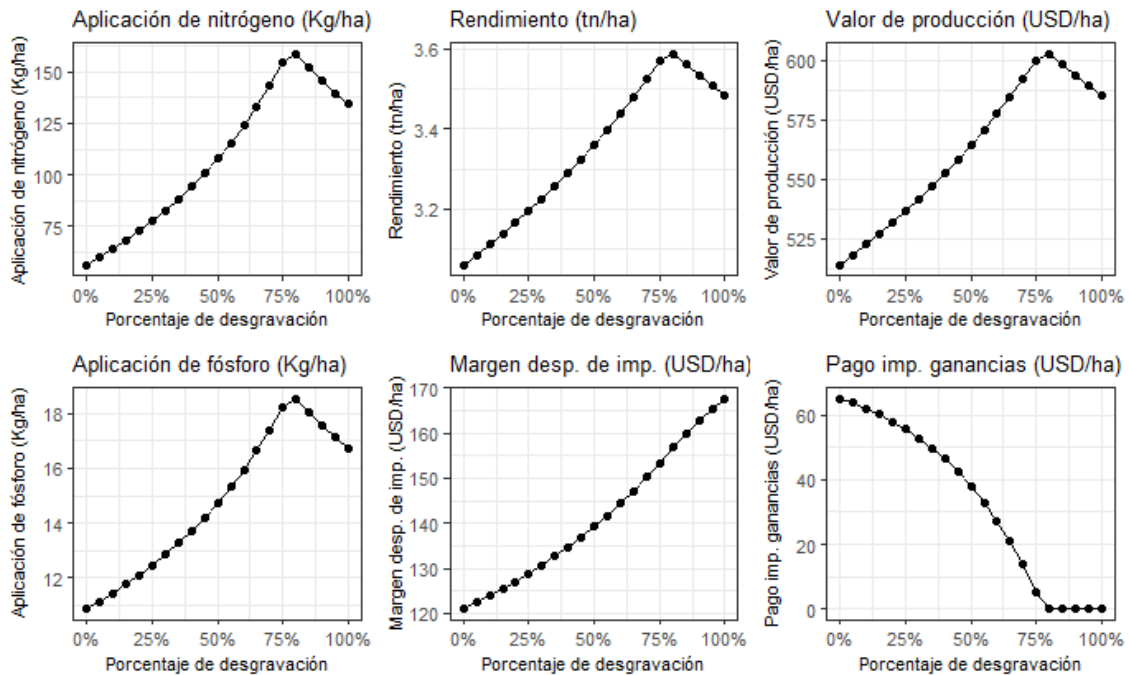 Aplicación de nitrógeno (Kg/ha)
Aplicación de nitrógeno (Kg/ha)
150
125
100
75
0% 25% 50% 75% 100%
Porcentaje de desgravación
Rendimiento (tn/ha)
Rendimiento (tn/ha)
3.6
3.4
3.2
0% 25% 50% 75% 100%
Porcentaje de desgravación
Valor de producción (USD/ha)
Valor de producción (USD/ha)
600
575
550
525
0% 25% 50% 75% 100%
Porcentaje de desgravación
Aplicación de fósforo (Kg/ha)
Aplicación de fósforo (Kg/ha)
18
16
14
12
0% 25% 50% 75% 100%
Porcentaje de desgravación
Margen desp. de imp. (USD/ha)
Margen desp. de imp. (USD/ha)
170
160
150
140
130
120
0% 25% 50% 75% 100%
Porcentaje de desgravación
Pago imp. ganancias (USD/ha)
Pago imp. ganancias (USD/ha)
60
40
20
0
0% 25% 50% 75% 100%
Porcentaje de desgravación